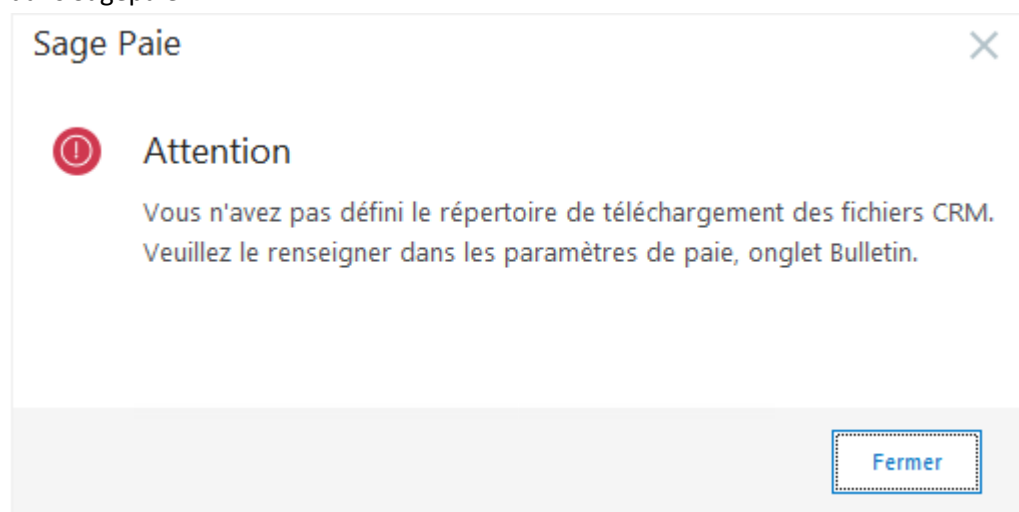 Sage Paie
Attention
Vous n'avez pas défini le répertoire de téléchargement des fichiers CRM.
Veuillez le renseigner dans les paramètres de paie, onglet Bulletin.
Fermer